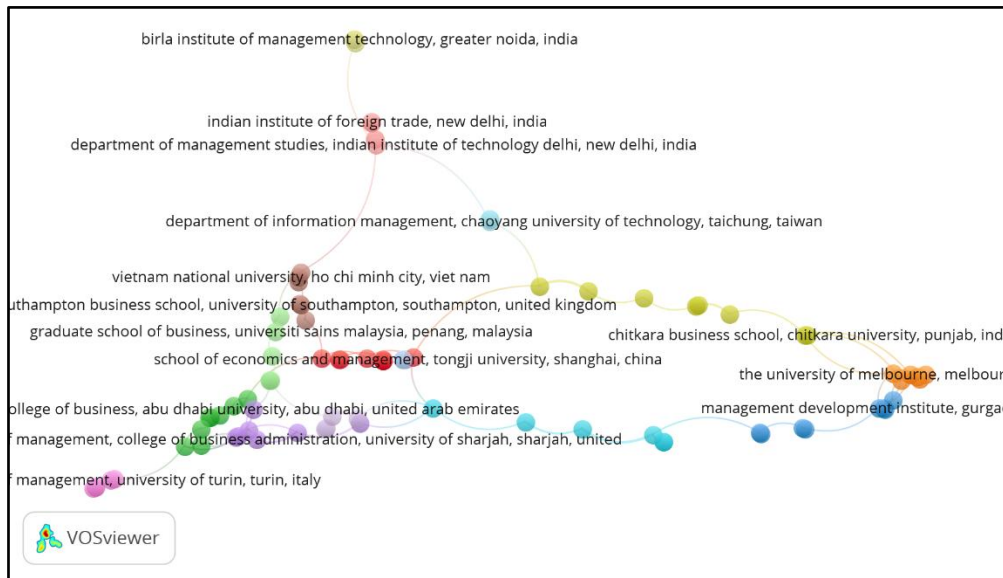 birla institute of management technology, greater noida, india
indian institute of foreign trade, new delhi, india
department of management studies, indian institute of technology delhi, new delhi, india
department of information management, chaoyang university of technology, taichung, taiwan
vietnam national university, ho chi minh city, viet nam
uthampton business school, university of southampton, southampton, united kingdom
graduate school of business, universiti sains malaysia, penang, malaysia
chitkara business school, chitkara university, punjab, ind
school of economics and management, tongji university, shanghai, china
the university of melbourne, melbour
ollege of business, abu dhabi university, abu dhabi, united arab emirates
management development institute, gurga
f management, college of business administration, university of sharjah, sharjah, united
f management, university of turin, turin, italy
VOSviewer